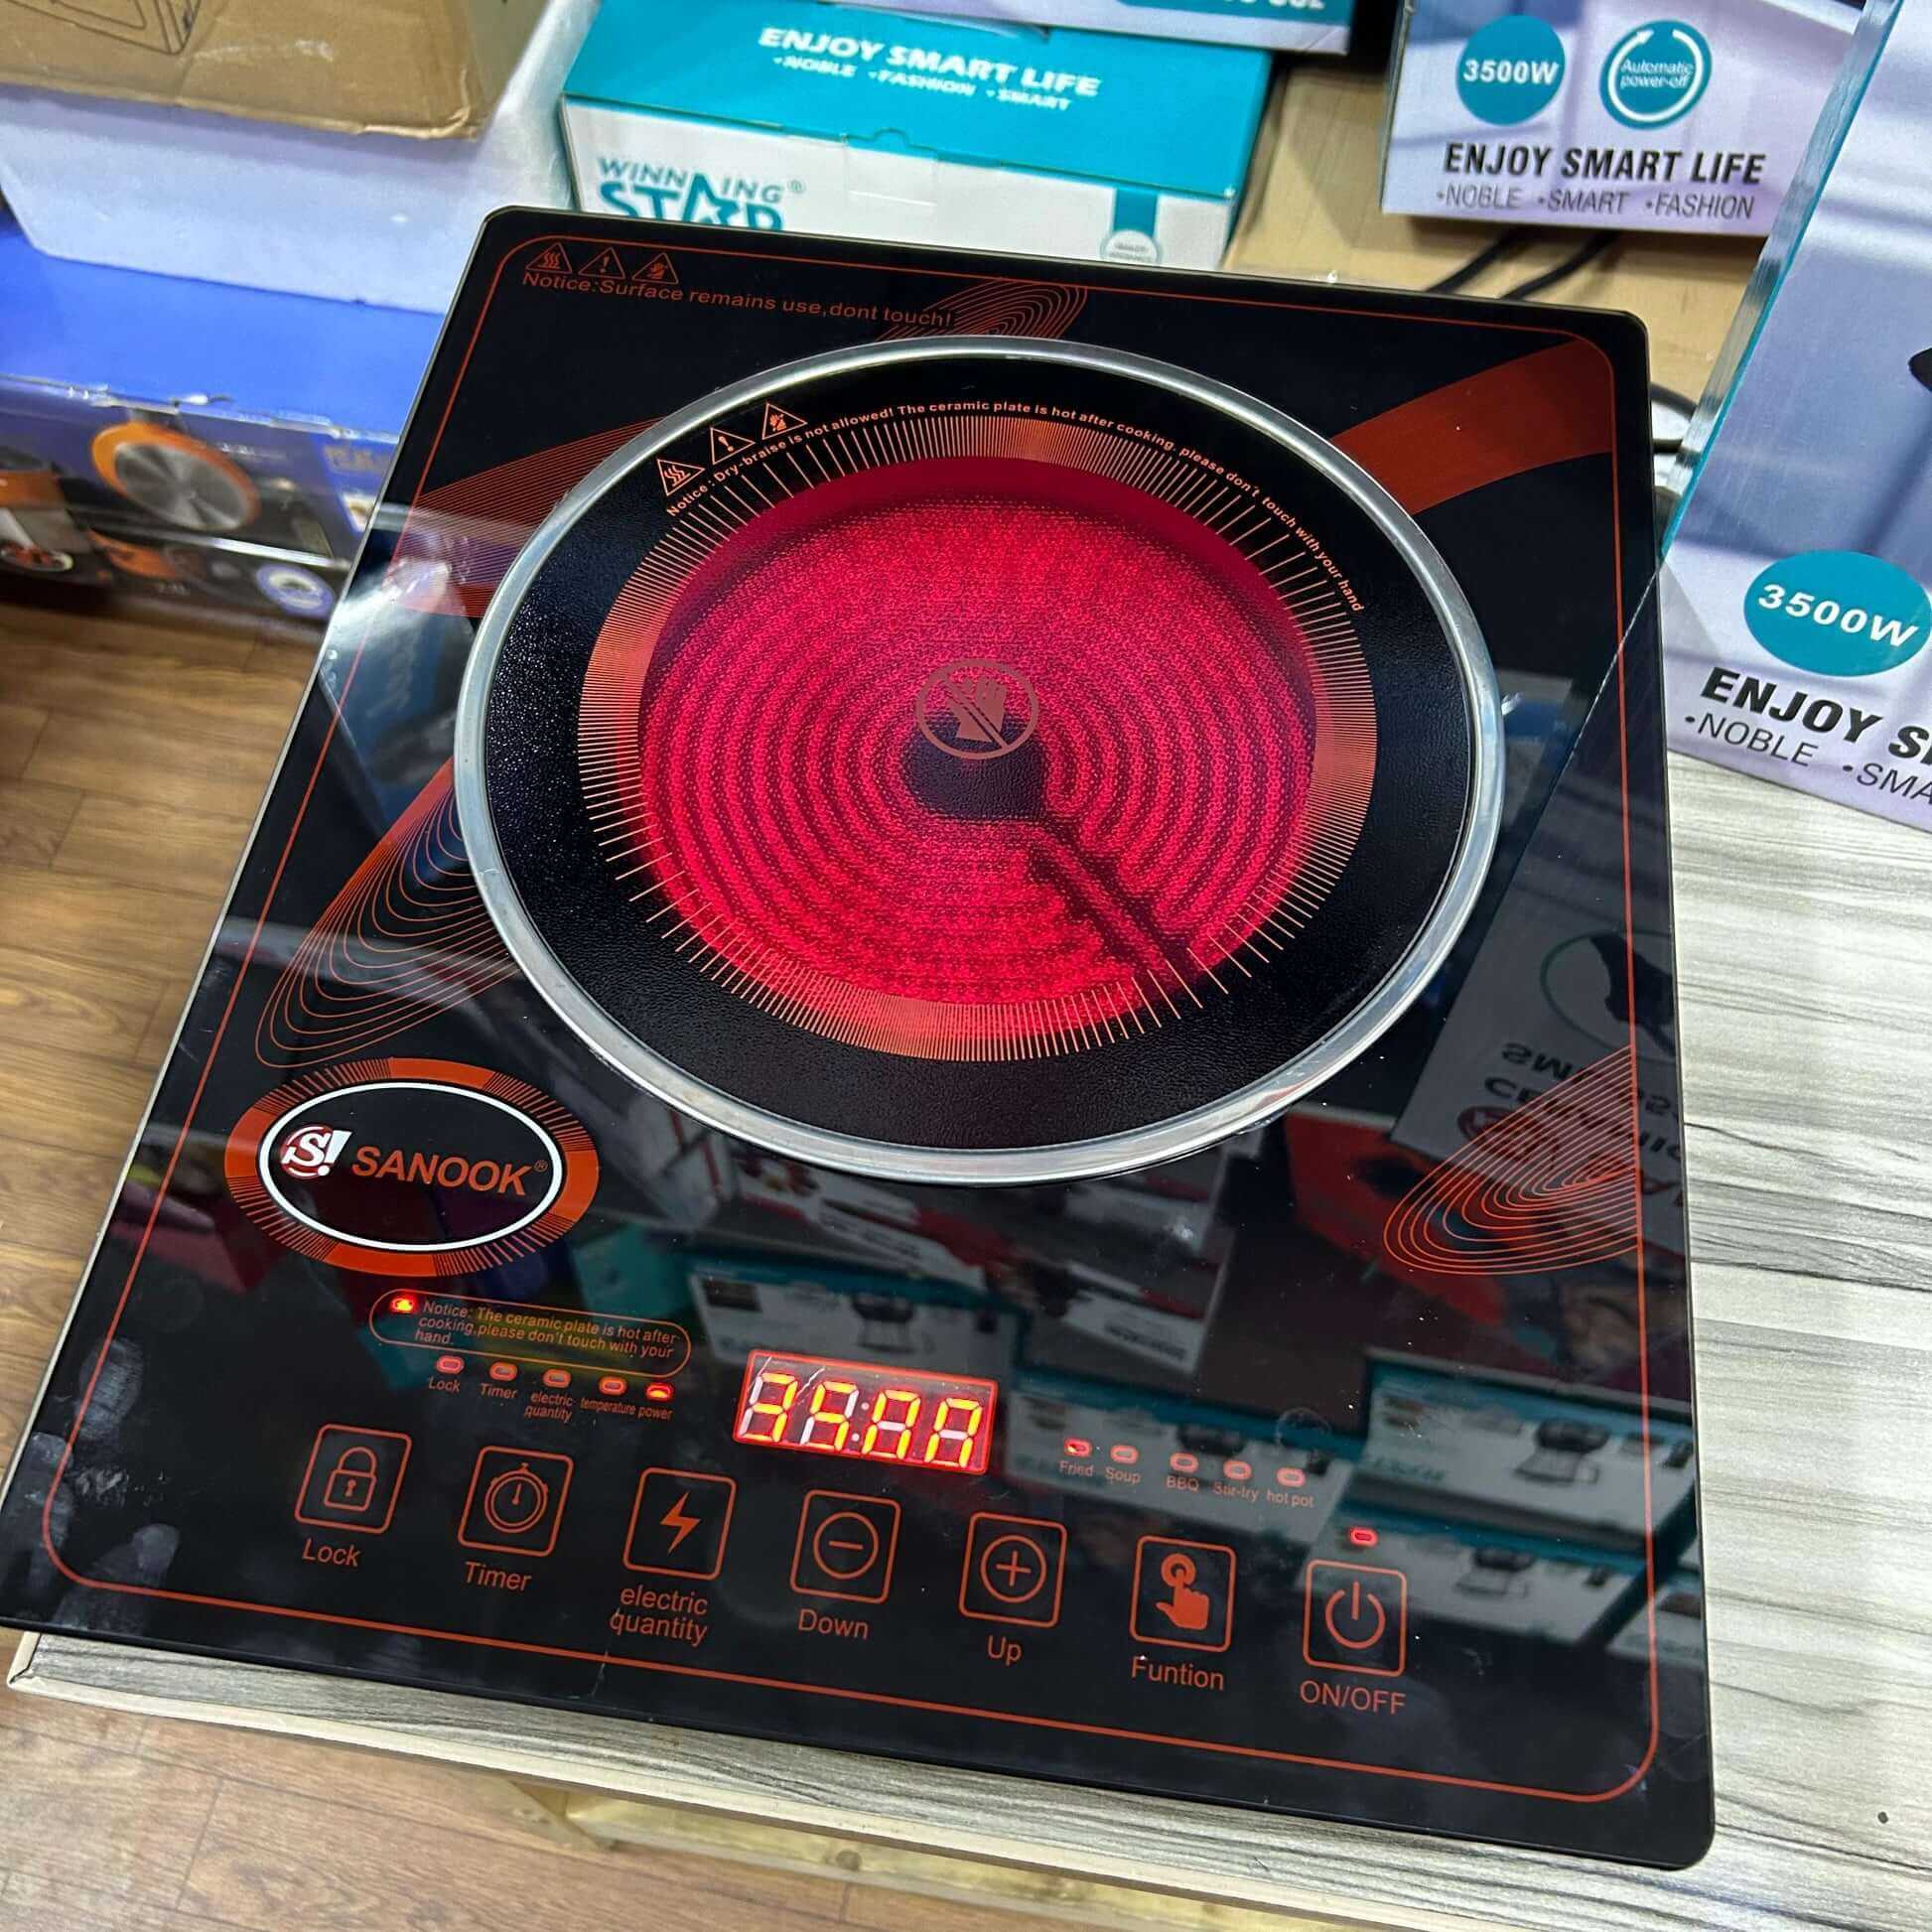 ENJOY SMART LIFE
•NOBLE •FASHION •SMART
WINNING®
STAR
3500W
Automatic
power-off
ENJOY SMART LIFE
•NOBLE •SMART •FASHION
3500W
ENJOY
•NOBLE
Notice:Surface remains use,dont touch!
Notice : Dry-braise is not allowed! The ceramic plate is hot after cooking. please don't touch with your hand
S! SANOOK®
Notice: The ceramic plate is hot after
cooking,please don't touch with your
hand.
Lock Timer electric quantity temperature power
Fried Soup BBQ Stir-fry hot pot
Lock
Timer
electric
quantity
Down
Up
Funtion
ON/OFF